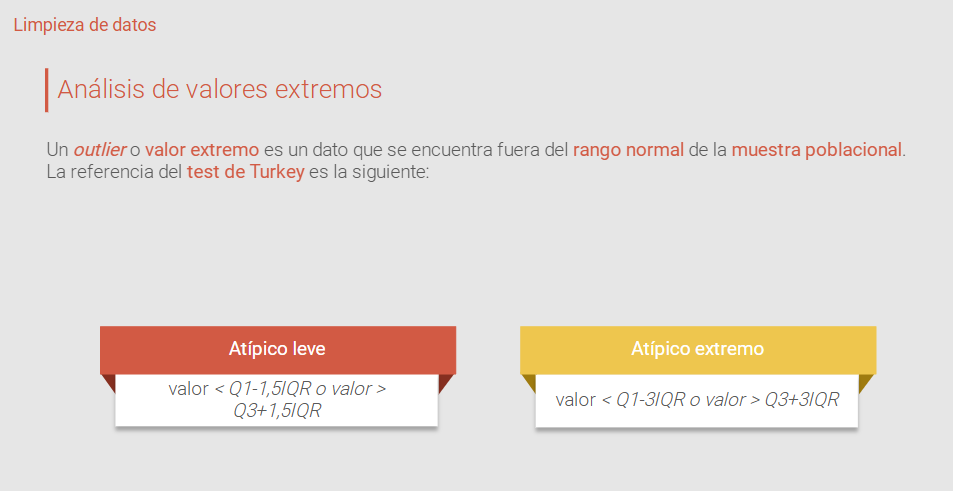 Limpieza de datos
Análisis de valores extremos
Un outlier o valor extremo es un dato que se encuentra fuera del rango normal de la muestra poblacional.
La referencia del test de Turkey es la siguiente:
Atípico leve
valor < Q1-1,5IQR o valor >
Q3+1,5IQR
Atípico extremo
valor < Q1-3IQR o valor > Q3+3IQR